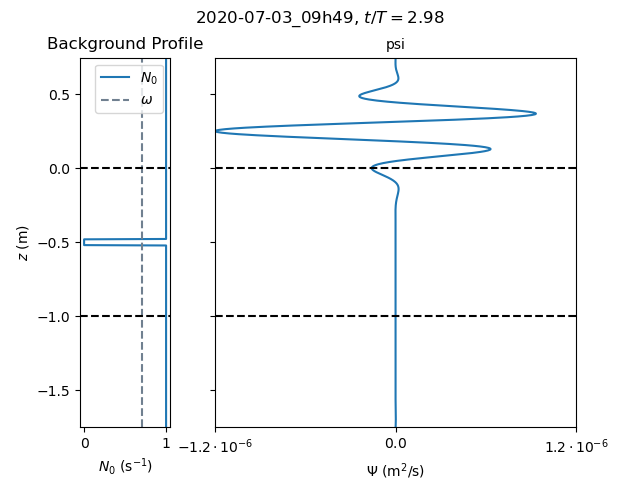 2020-07-03_09h49, t/T = 2.98
Background Profile
psi
N₀
ω
0.5
0.0
−0.5
−1.0
−1.5
z (m)
0
1
N₀ (s⁻¹)
−1.2 · 10⁻⁶
0.0
1.2 · 10⁻⁶
Ψ (m²/s)